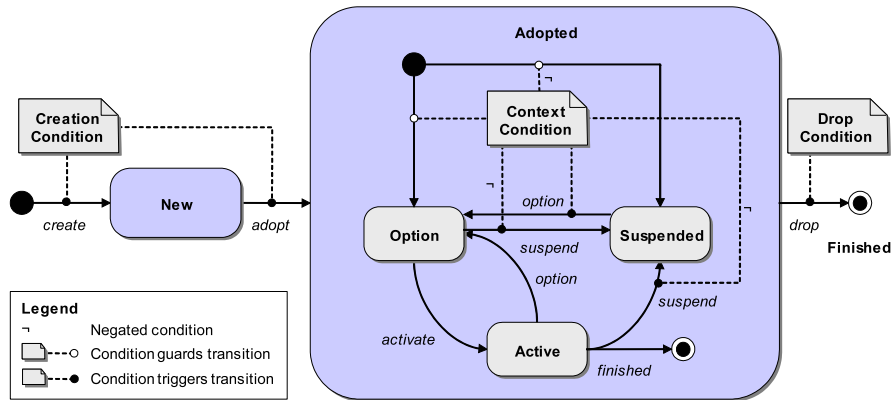 Adopted
¬
Creation
Condition
Context
Condition
Drop
Condition
¬
New
create
adopt
option
¬
Option
Suspended
suspend
drop
Finished
option
suspend
activate
Active
finished
Legend
¬ Negated condition
Condition guards transition
Condition triggers transition